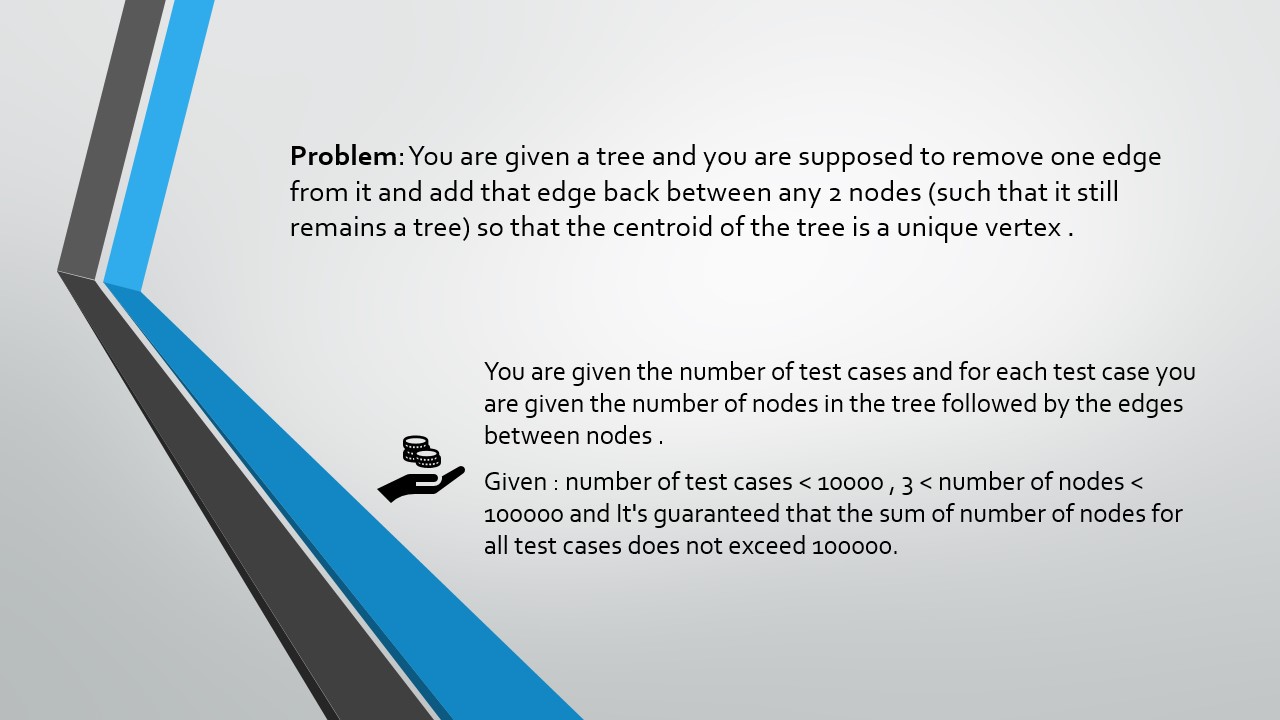 Problem: You are given a tree and you are supposed to remove one edge
from it and add that edge back between any 2 nodes (such that it still
remains a tree) so that the centroid of the tree is a unique vertex .
You are given the number of test cases and for each test case you
are given the number of nodes in the tree followed by the edges
between nodes .
Given : number of test cases < 10000 , 3 < number of nodes <
100000 and It's guaranteed that the sum of number of nodes for
all test cases does not exceed 100000.